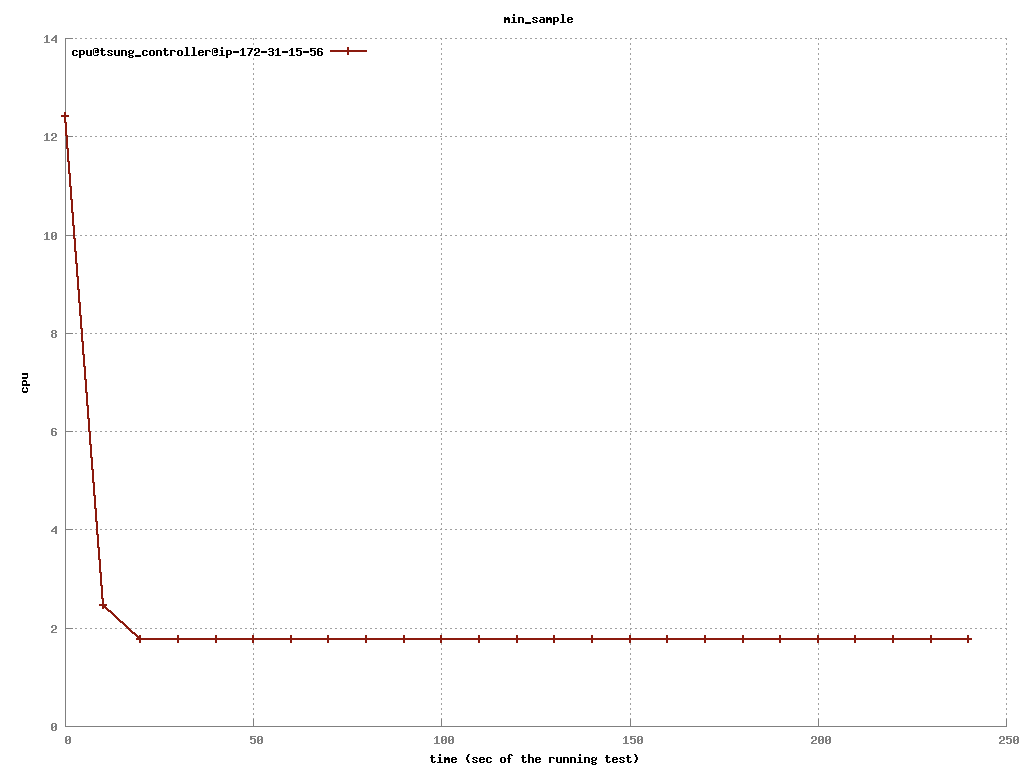 min_sample
14
cpu@tsung_controller@ip-172-31-15-56
12
10
8
cpu
6
4
2
0
0 50 100 150 200 250
time (sec of the running test)